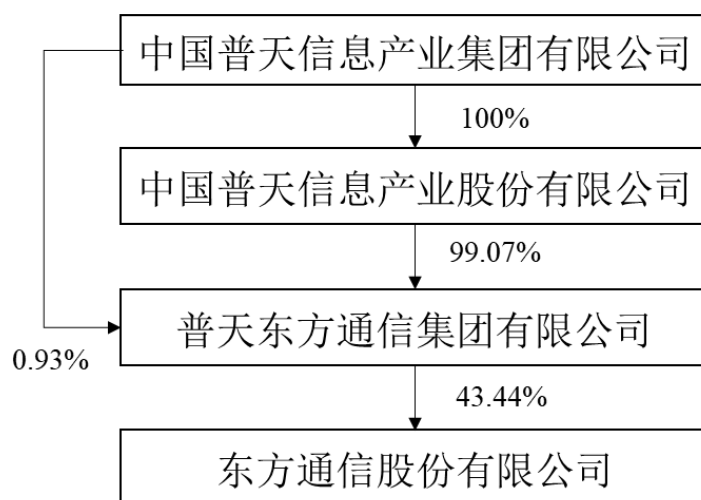 中国普天信息产业集团有限公司
100%
中国普天信息产业股份有限公司
99.07%
普天东方通信集团有限公司
0.93%
43.44%
东方通信股份有限公司